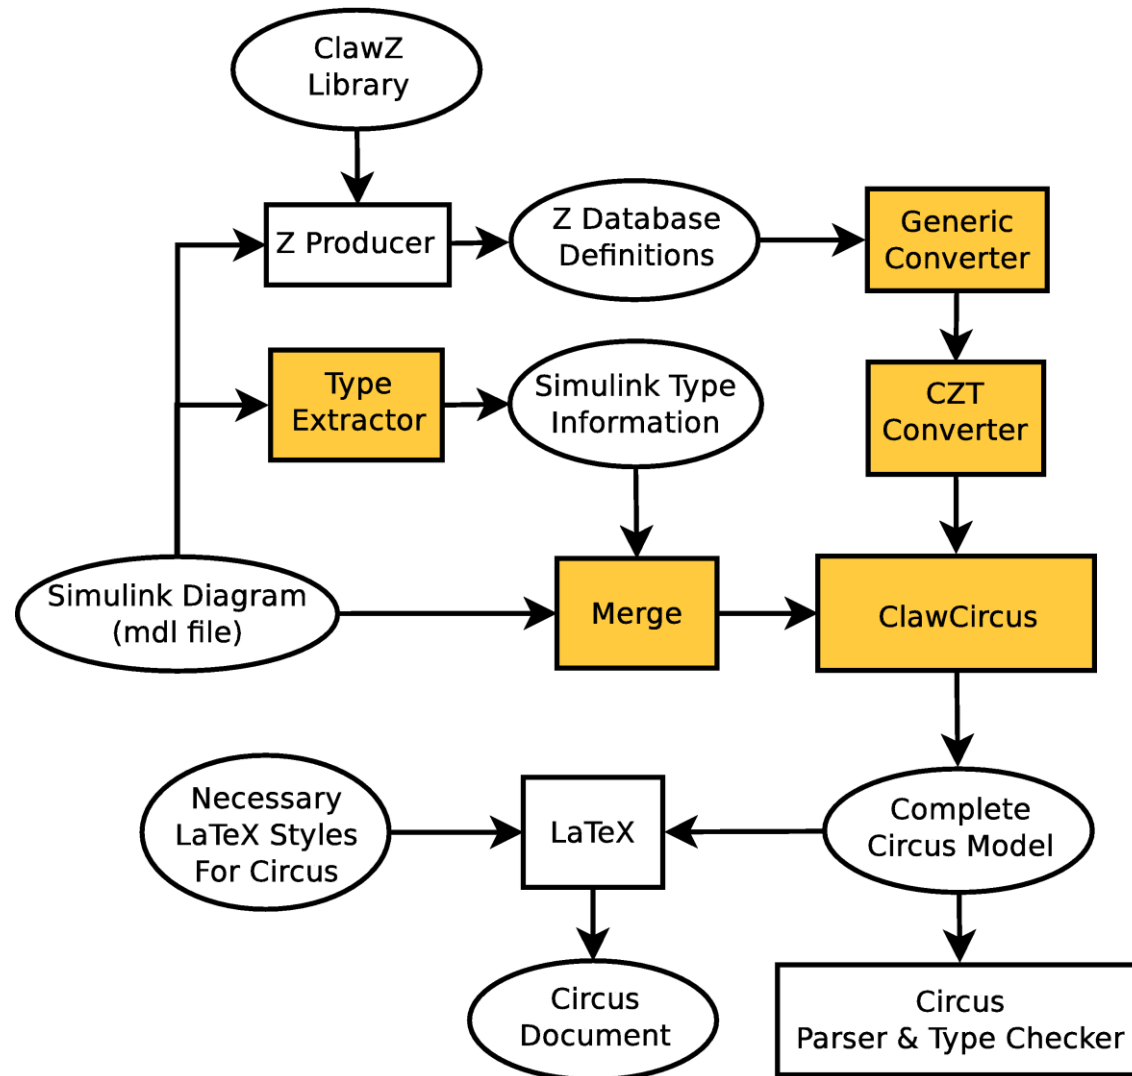 ClawZ
Library
Z Producer
Z Database
Definitions
Generic
Converter
Type
Extractor
Simulink Type
Information
CZT
Converter
Simulink Diagram
(mdl file)
Merge
ClawCircus
Necessary
LaTeX Styles
For Circus
LaTeX
Complete
Circus Model
Circus
Document
Circus
Parser & Type Checker